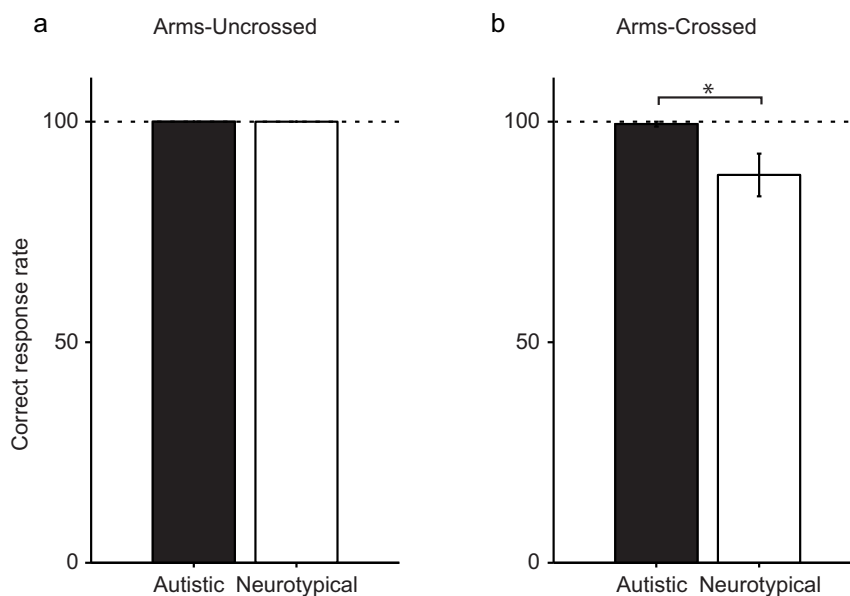 a
Arms-Uncrossed
b
Arms-Crossed
*
100
50
0
Correct response rate
Autistic
Neurotypical
100
50
0
Autistic
Neurotypical